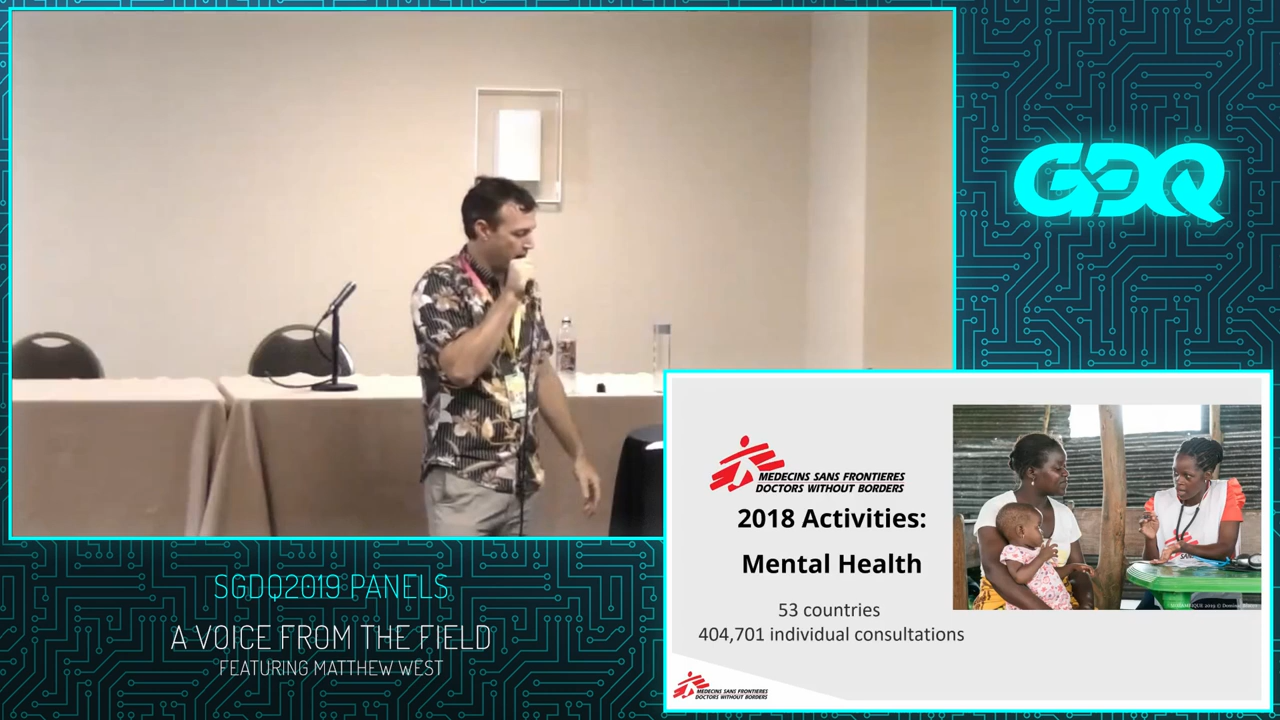 GDQ
MEDECINS SANS FRONTIERES
DOCTORS WITHOUT BORDERS
2018 Activities:
Mental Health
53 countries
404,701 individual consultations
MEDECINS SANS FRONTIERES
DOCTORS WITHOUT BORDERS
SGDQ2019 PANELS
A VOICE FROM THE FIELD
FEATURING MATTHEW WEST